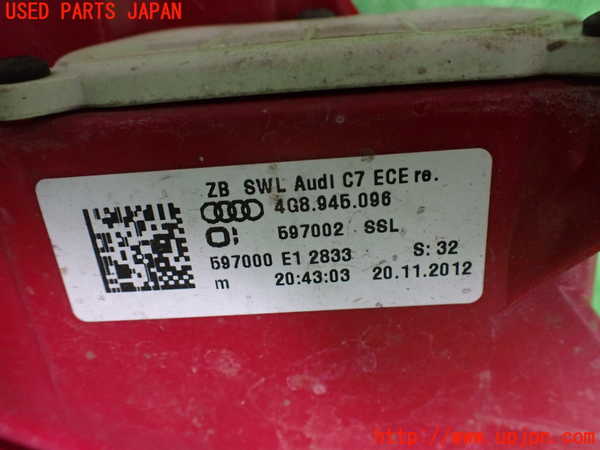 USED PARTS JAPAN
ZB SWL Audi C7 ECE re.
4G8.945.096
597002 SSL
597000 E1 2833 S: 32
m 20:43:03 20.11.2012
http://www.upjpn.com/